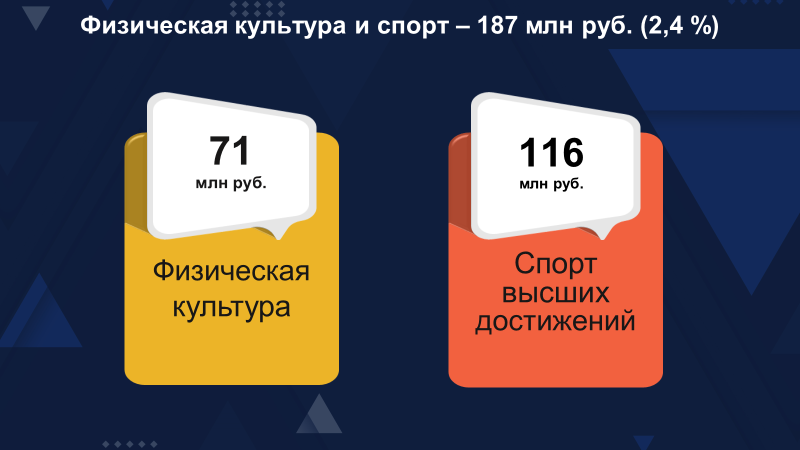 Физическая культура и спорт – 187 млн руб. (2,4 %)
71
млн руб.
Физическая
культура
116
млн руб.
Спорт
высших
достижений